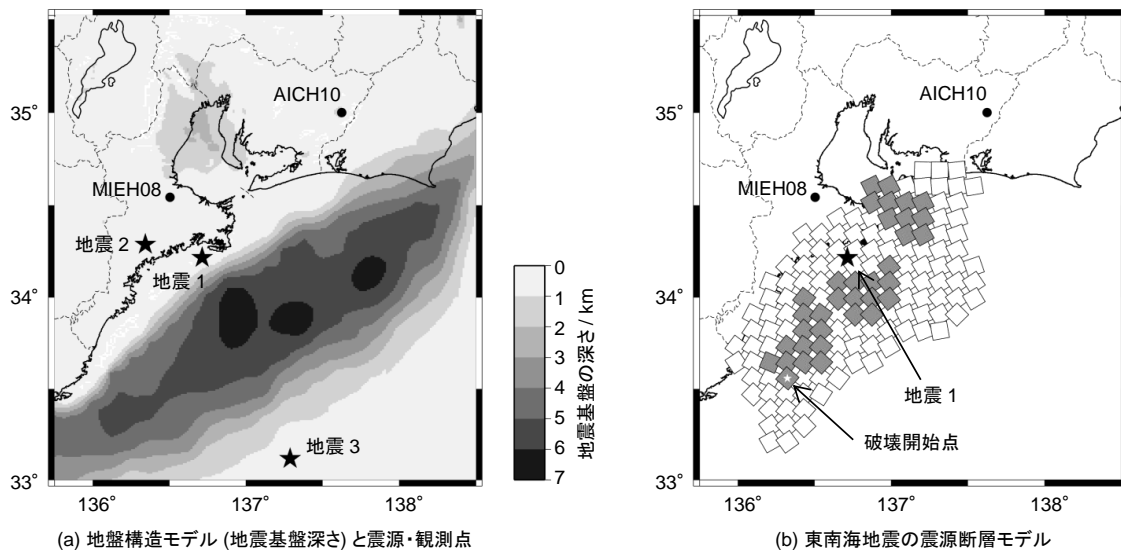 35°
34°
33°
136°
137°
138°
AICH10
MIEH08
地震 2
地震 1
地震 3
0
1
2
3
4
5
6
7
地震基盤の深さ / km
(a) 地盤構造モデル (地震基盤深さ) と震源・観測点
35°
34°
33°
136°
137°
138°
AICH10
MIEH08
地震 1
破壊開始点
(b) 東南海地震の震源断層モデル